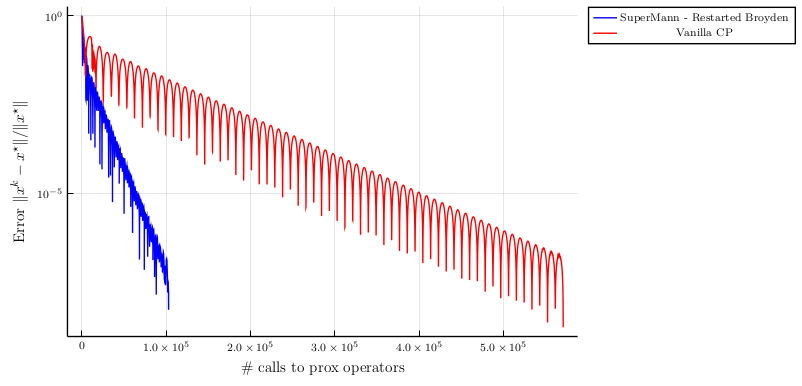 10⁰
10⁻⁵
Error ‖xᵏ − x⋆‖/‖x⋆‖
0
1.0 × 10⁵
2.0 × 10⁵
3.0 × 10⁵
4.0 × 10⁵
5.0 × 10⁵
# calls to prox operators
SuperMann - Restarted Broyden
Vanilla CP